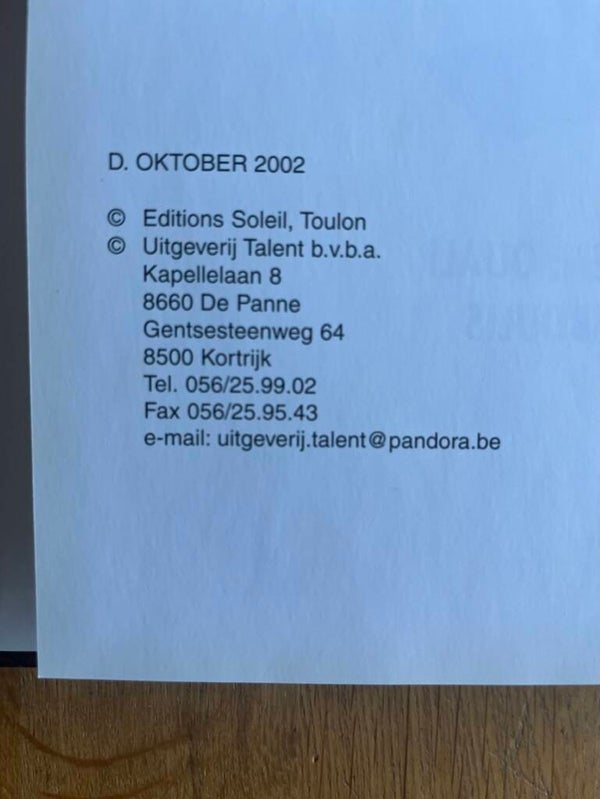 D. OKTOBER 2002
© Editions Soleil, Toulon
© Uitgeverij Talent b.v.b.a.
Kapellelaan 8
8660 De Panne
Gentsesteenweg 64
8500 Kortrijk
Tel. 056/25.99.02
Fax 056/25.95.43
e-mail: uitgeverij.talent@pandora.be